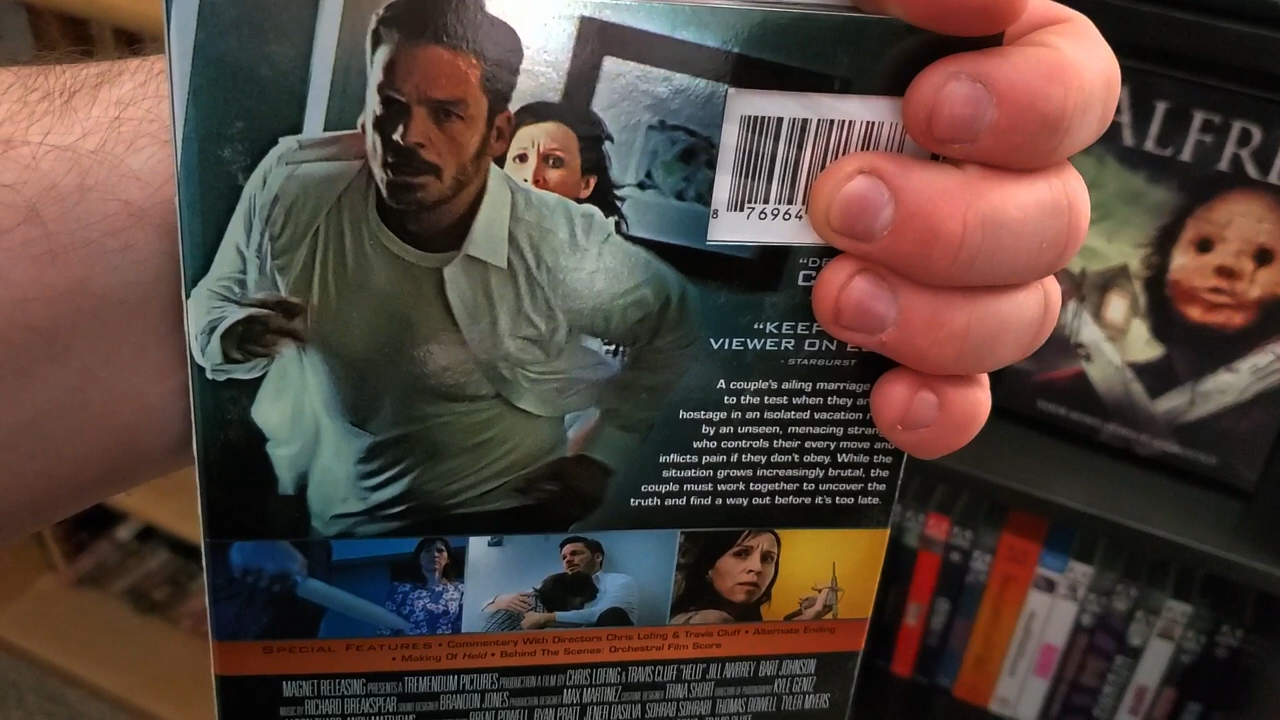 ALFRE
8 76964
"DE
C
"KEEP
VIEWER ON E
- STARBURST
A couple's ailing marriage
to the test when they are
hostage in an isolated vacation r
by an unseen, menacing stran
who controls their every move and
inflicts pain if they don't obey. While the
situation grows increasingly brutal, the
couple must work together to uncover the
truth and find a way out before it's too late.
SPECIAL FEATURES • Commentary With Directors Chris Lofing & Travis Cluff • Alternate Ending
• Making Of Held • Behind The Scenes: Orchestral Film Score
MAGNET RELEASING PRESENTS A TREMENDUM PICTURES PRODUCTION A FILM BY CHRIS LOFING & TRAVIS CLUFF "HELD" JILL AWBREY BART JOHNSON
MUSIC BY RICHARD BREAKSPEAR SOUND DESIGNER BRANDON JONES PRODUCTION DESIGNER MAX MARTINEZ COSTUME DESIGNER TRINA SHORT DIRECTOR OF PHOTOGRAPHY KYLE GENTZ
BRENT POWELL RYAN PRATT JENER DASILVA SOHRAB SOHRABI THOMAS DOWELL TYLER MYERS